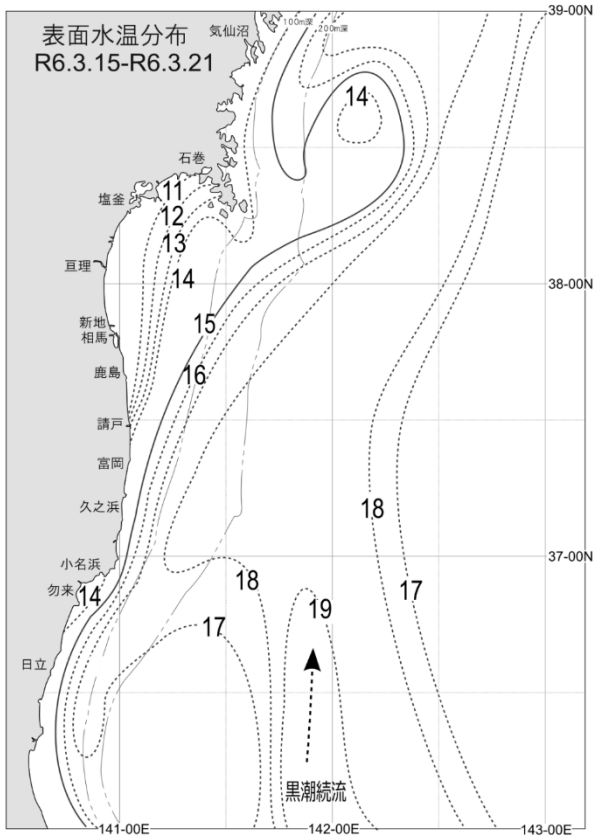 表面水温分布
R6.3.15-R6.3.21
気仙沼
100m深
200m深
39-00N
14
石巻
11
塩釜
12
13
亘理
14
38-00N
新地
15
相馬
鹿島
16
請戸
富岡
久之浜
18
37-00N
小名浜
勿来
14
18
17
19
17
日立
黒潮続流
141-00E
142-00E
143-00E